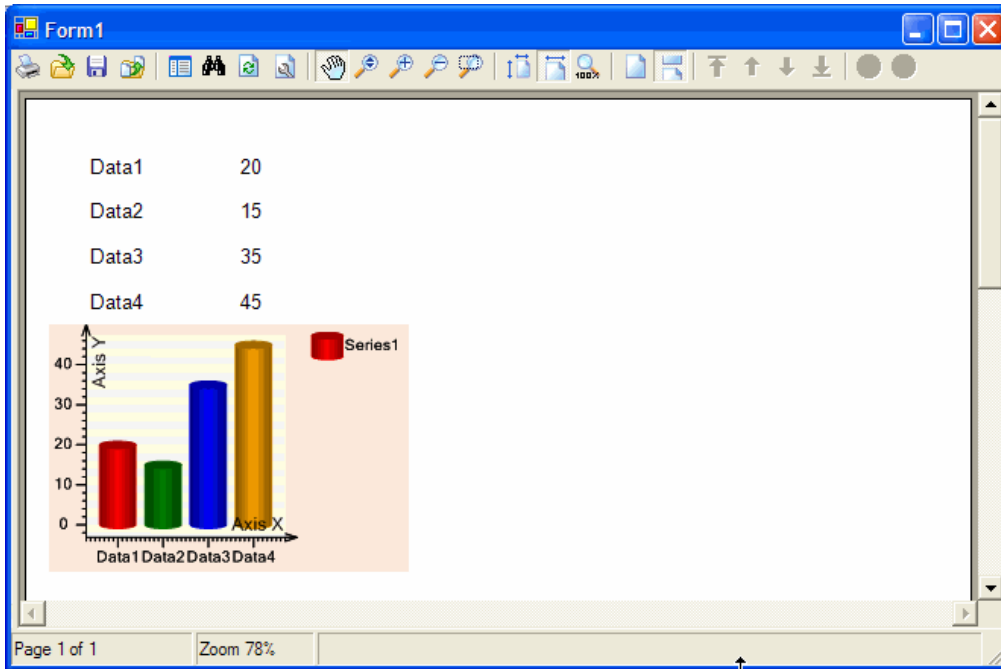 Form1
100%
Data1 20
Data2 15
Data3 35
Data4 45
Axis Y
Series1
40
30
20
10
0
Axis X
Data1 Data2 Data3 Data4
Page 1 of 1 Zoom 78%